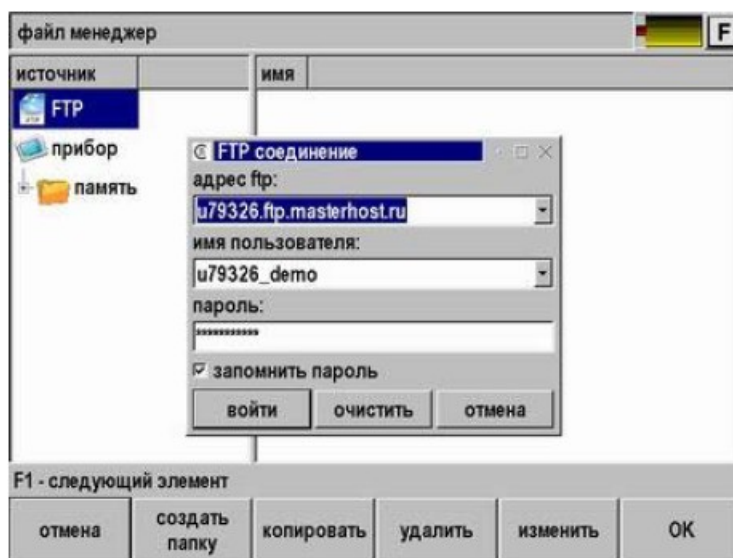 файл менеджер
F
источник
имя
FTP
прибор
память
FTP соединение
адрес ftp:
u79326.ftp.masterhost.ru
имя пользователя:
u79326_demo
пароль:
***********
запомнить пароль
войти
очистить
отмена
F1 - следующий элемент
отмена
создать
папку
копировать
удалить
изменить
OK